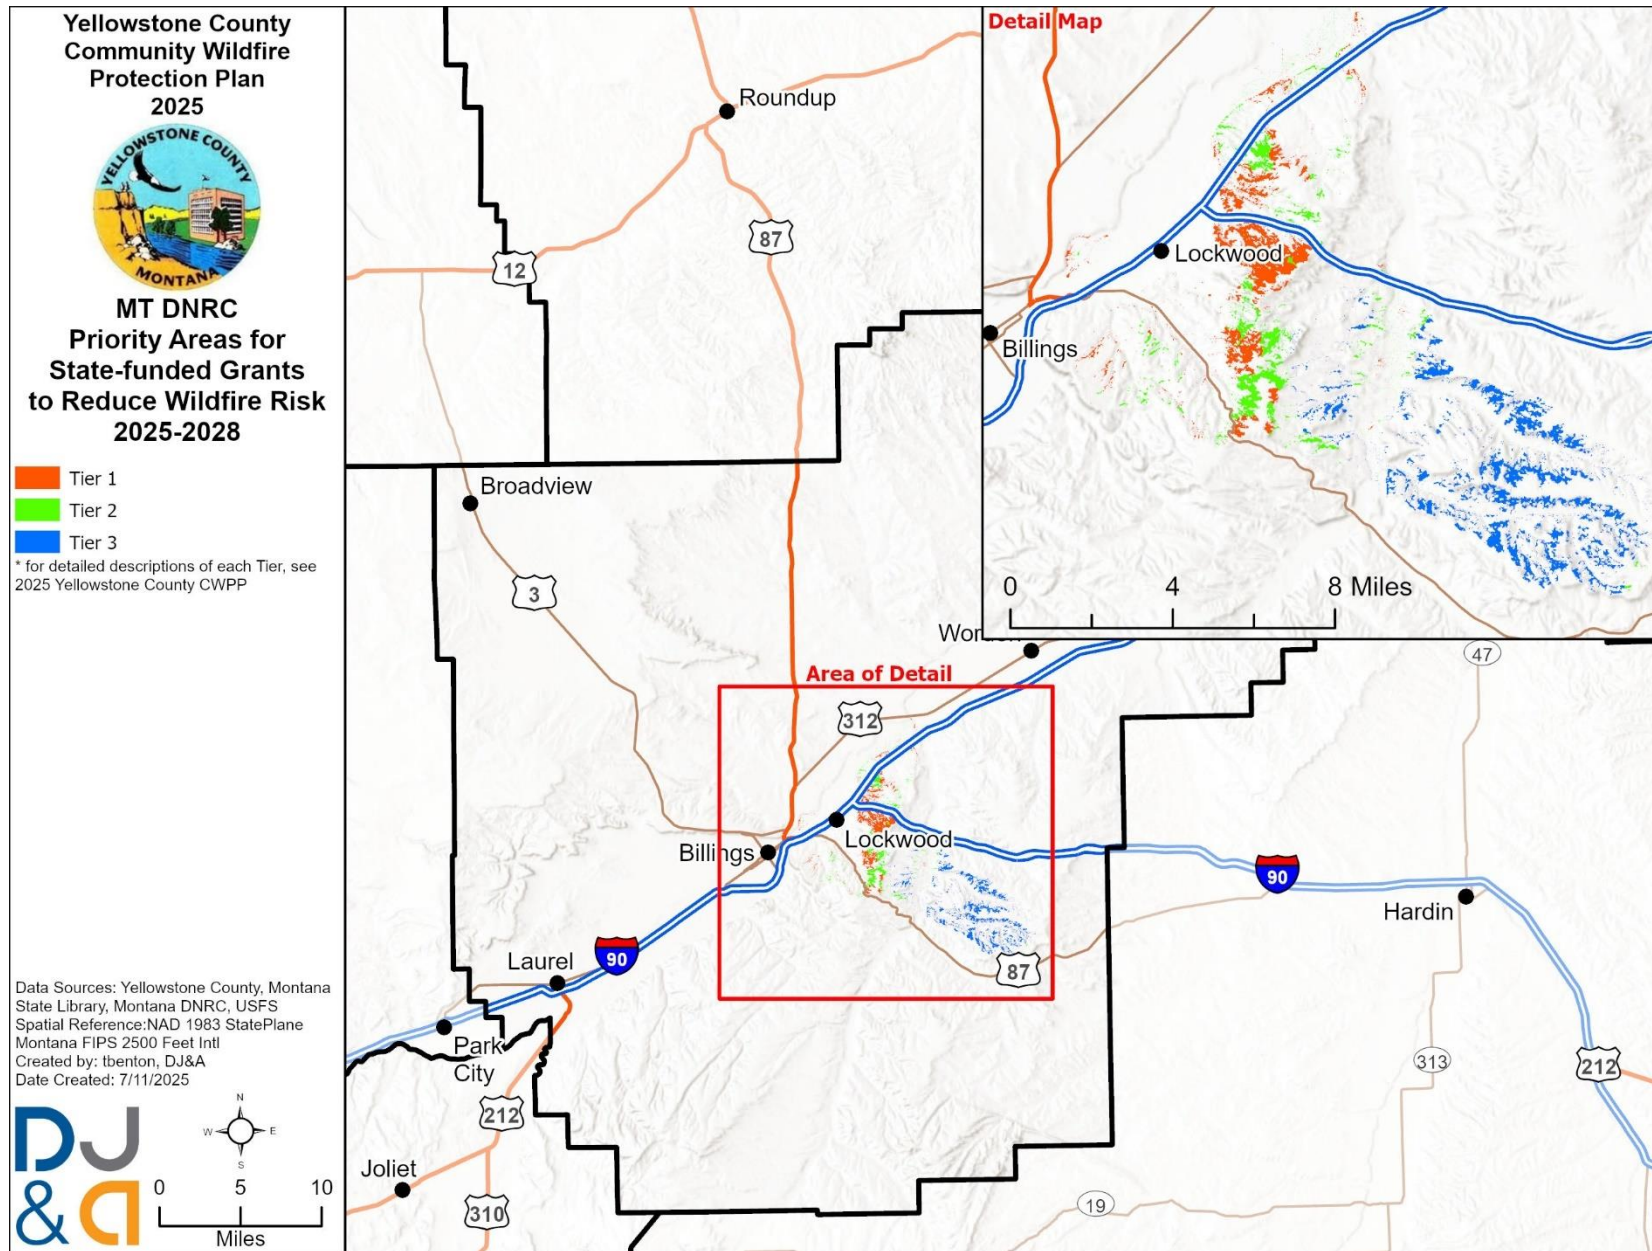 Yellowstone County
Community Wildfire
Protection Plan
2025
YELLOWSTONE COUNTY
MONTANA
MT DNRC
Priority Areas for
State-funded Grants
to Reduce Wildfire Risk
2025-2028
Tier 1
Tier 2
Tier 3
* for detailed descriptions of each Tier, see
2025 Yellowstone County CWPP
Data Sources: Yellowstone County, Montana
State Library, Montana DNRC, USFS
Spatial Reference:NAD 1983 StatePlane
Montana FIPS 2500 Feet Intl
Created by: tbenton, DJ&A
Date Created: 7/11/2025
DJ
&a
N
W E
S
0 5 10
Miles
Roundup
87
12
Broadview
3
Area of Detail
312
Lockwood
Billings
Laurel
90
87
90
Hardin
47
Park
City
212
Joliet
310
19
313
212
Detail Map
Lockwood
Billings
0 4 8 Miles